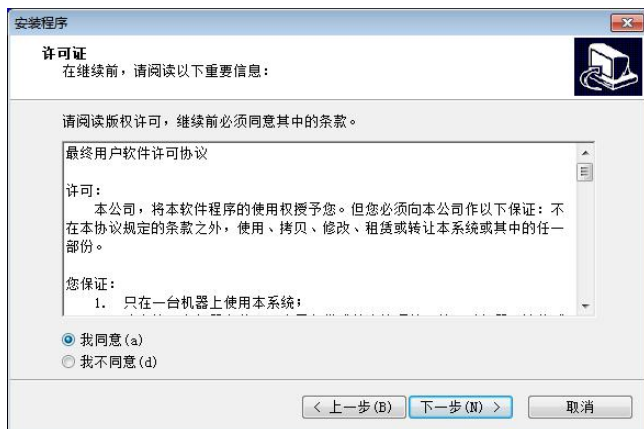 安装程序
许可证
在继续前，请阅读以下重要信息：
请阅读版权许可，继续前必须同意其中的条款。
最终用户软件许可协议
许可：
本公司，将本软件程序的使用权授予您。但您必须向本公司作以下保证：不
在本协议规定的条款之外，使用、拷贝、修改、租赁或转让本系统或其中的任一
部份。
您保证：
1. 只在一台机器上使用本系统；
我同意(a)
我不同意(d)
< 上一步(B)
下一步(N) >
取消